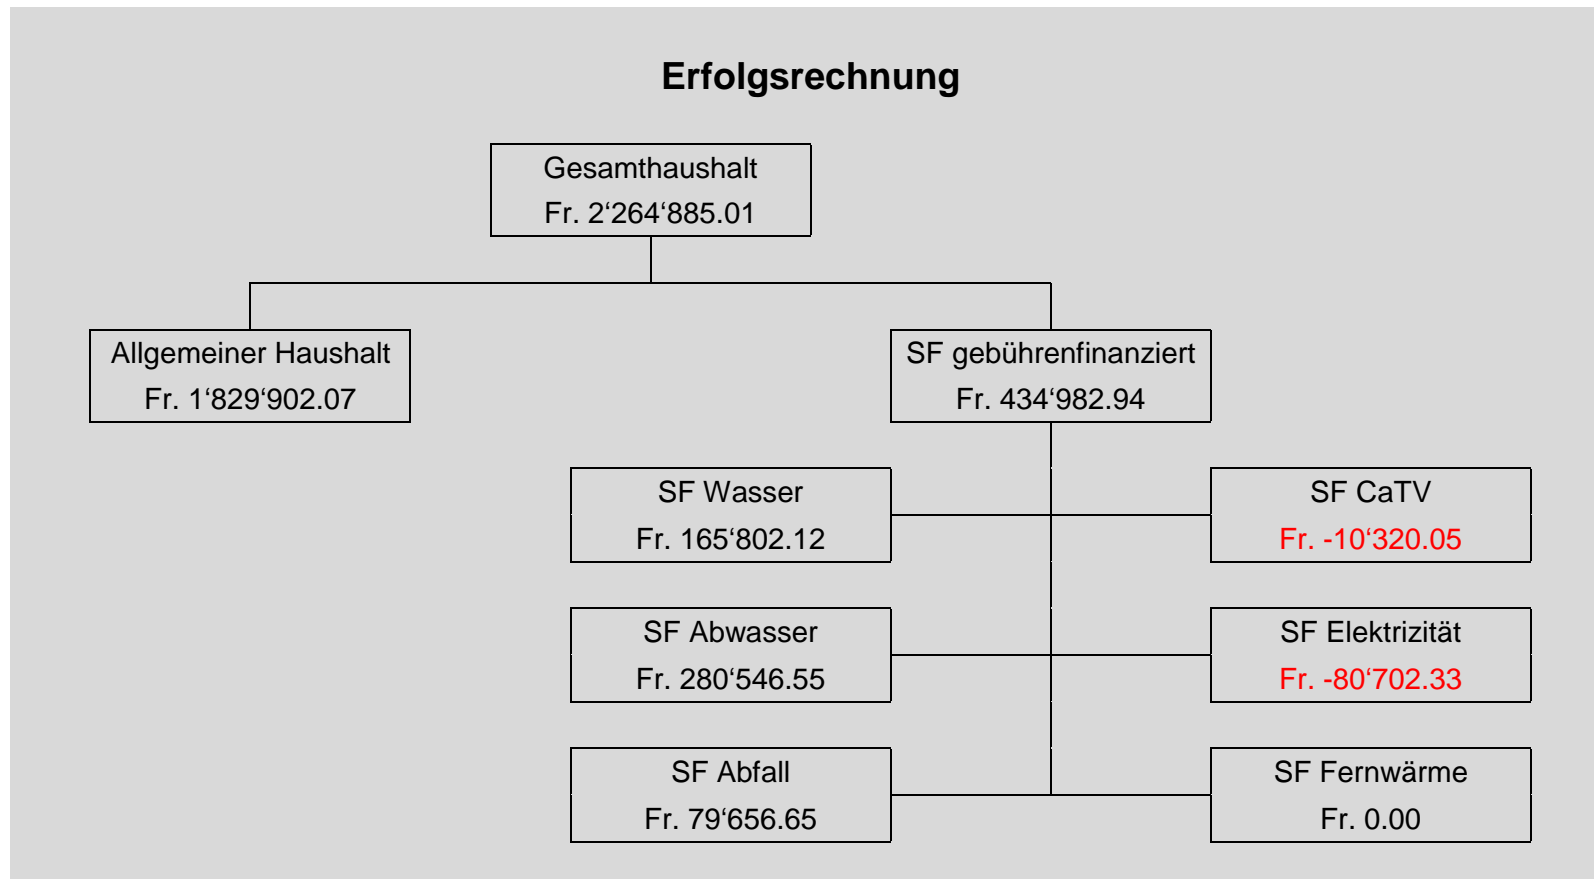 Erfolgsrechnung
Gesamthaushalt
Fr. 2‘264‘885.01
Allgemeiner Haushalt
Fr. 1‘829‘902.07
SF gebührenfinanziert
Fr. 434‘982.94
SF Wasser
Fr. 165‘802.12
SF CaTV
Fr. -10‘320.05
SF Abwasser
Fr. 280‘546.55
SF Elektrizität
Fr. -80‘702.33
SF Abfall
Fr. 79‘656.65
SF Fernwärme
Fr. 0.00